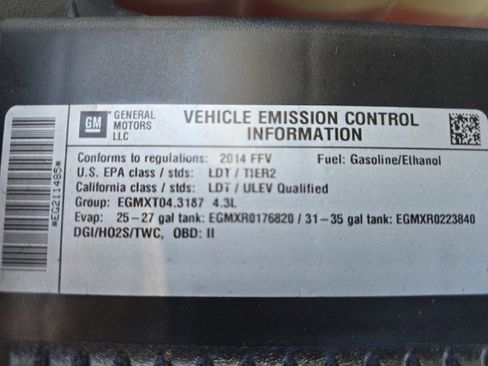 GM
GENERAL
MOTORS
LLC
VEHICLE EMISSION CONTROL
INFORMATION
Conforms to regulations: 2014 FFV Fuel: Gasoline/Ethanol
U.S. EPA class / stds: LDT / TIER2
California class / stds: LDT / ULEV Qualified
Group: EGMXT04.3187 4.3L
Evap: 25-27 gal tank: EGMXR0176820 / 31-35 gal tank: EGMXR0223840
DGI/HO2S/TWC, OBD: II
*EG211485*